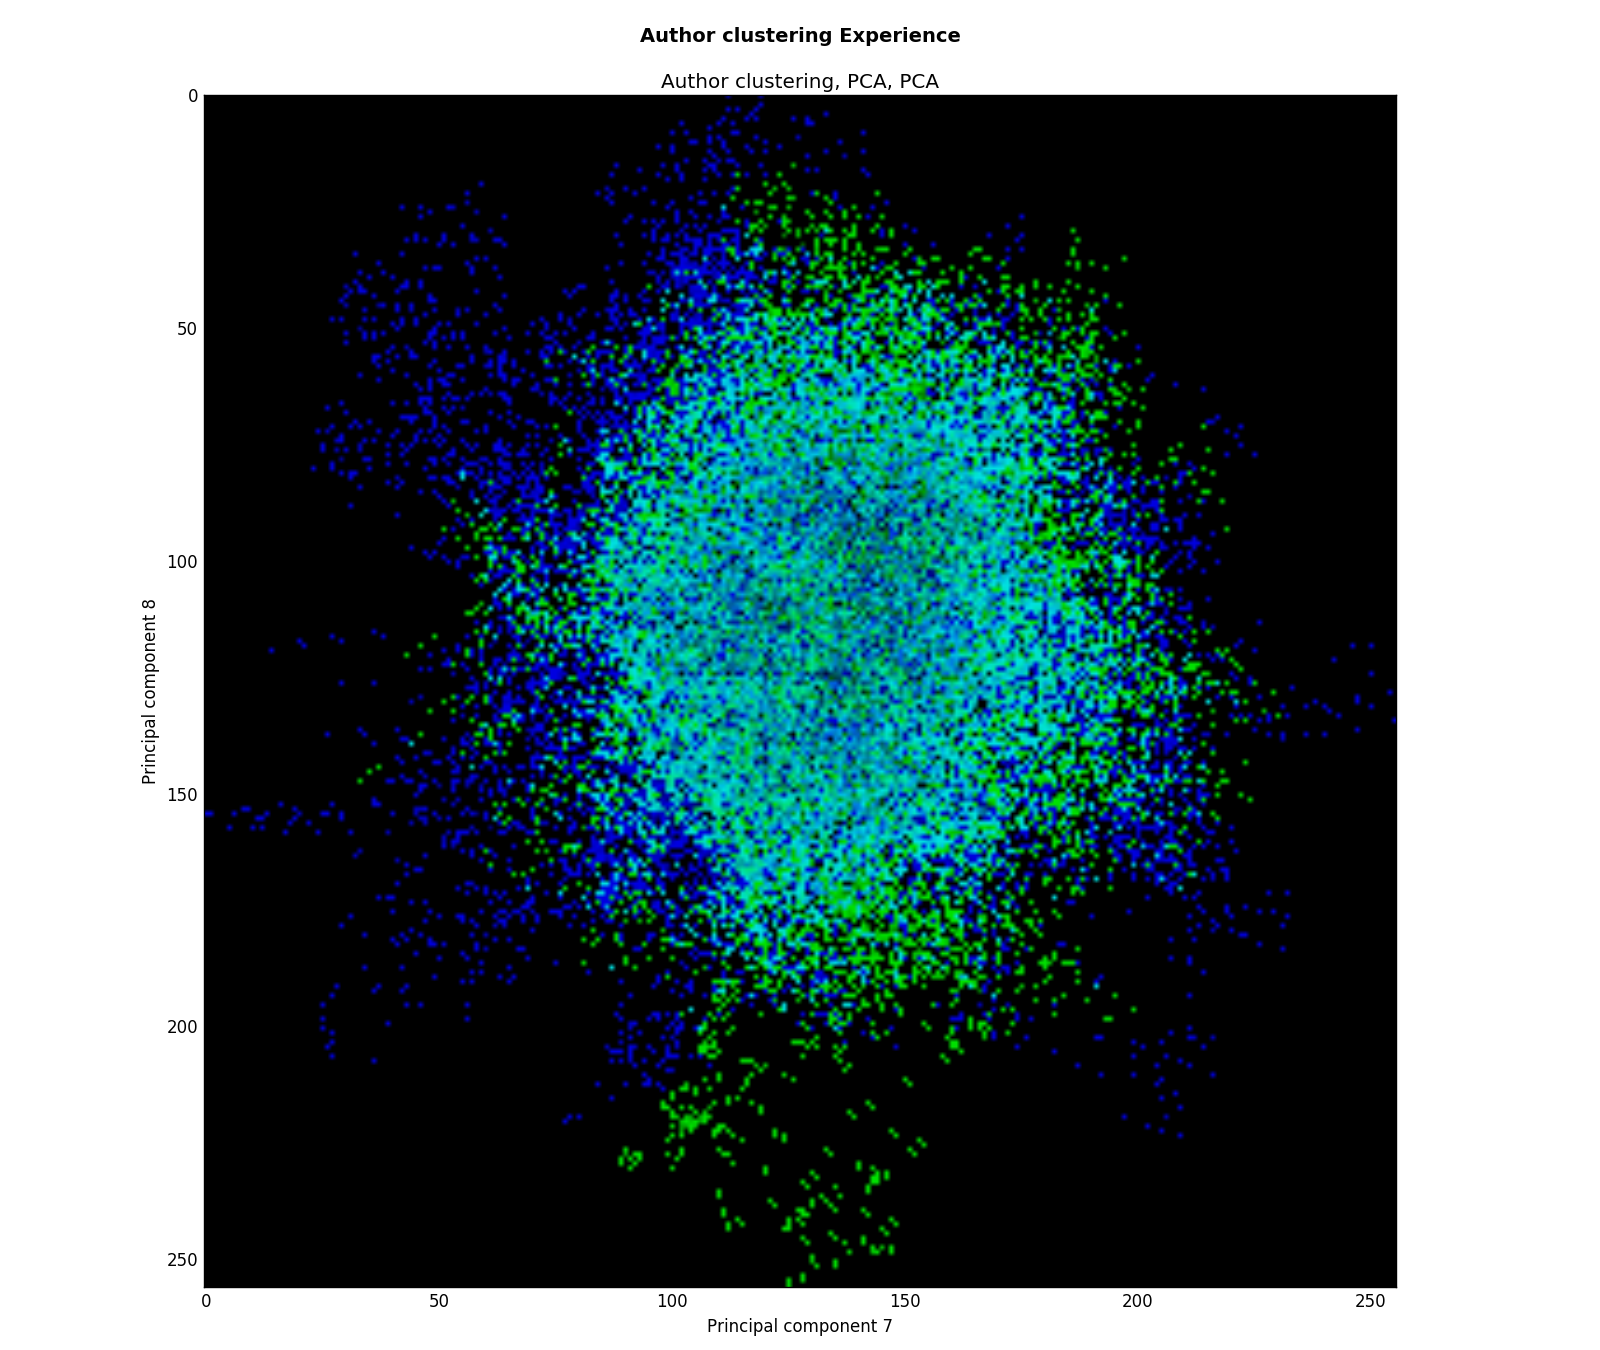 Author clustering Experience
Author clustering, PCA, PCA
0
50
100
150
200
250
Principal component 8
0 50 100 150 200 250
Principal component 7